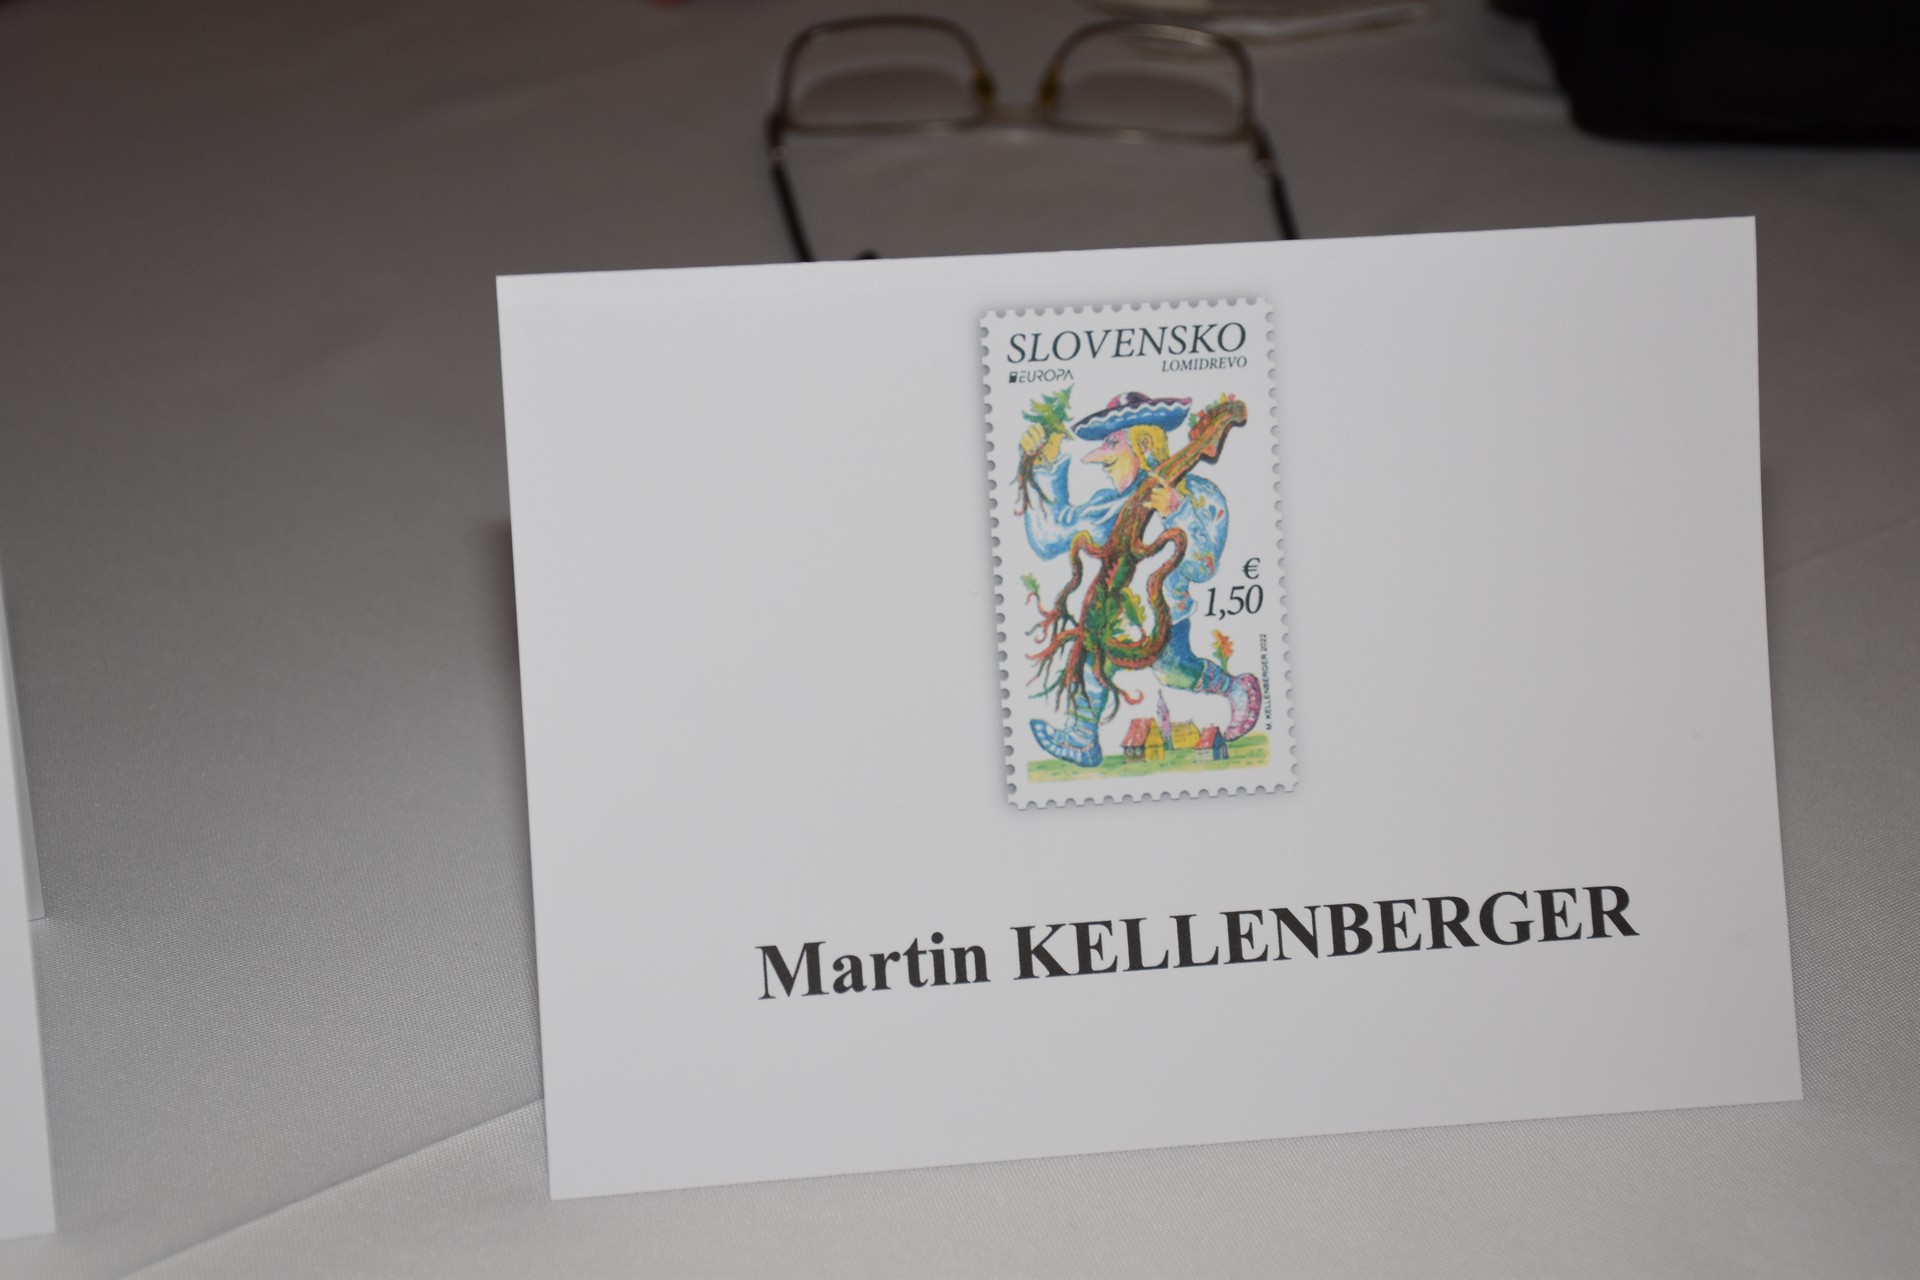 SLOVENSKO
LOMIDREVO
EUROPA
€
1,50
M. KELLENBERGER 2022
Martin KELLENBERGER